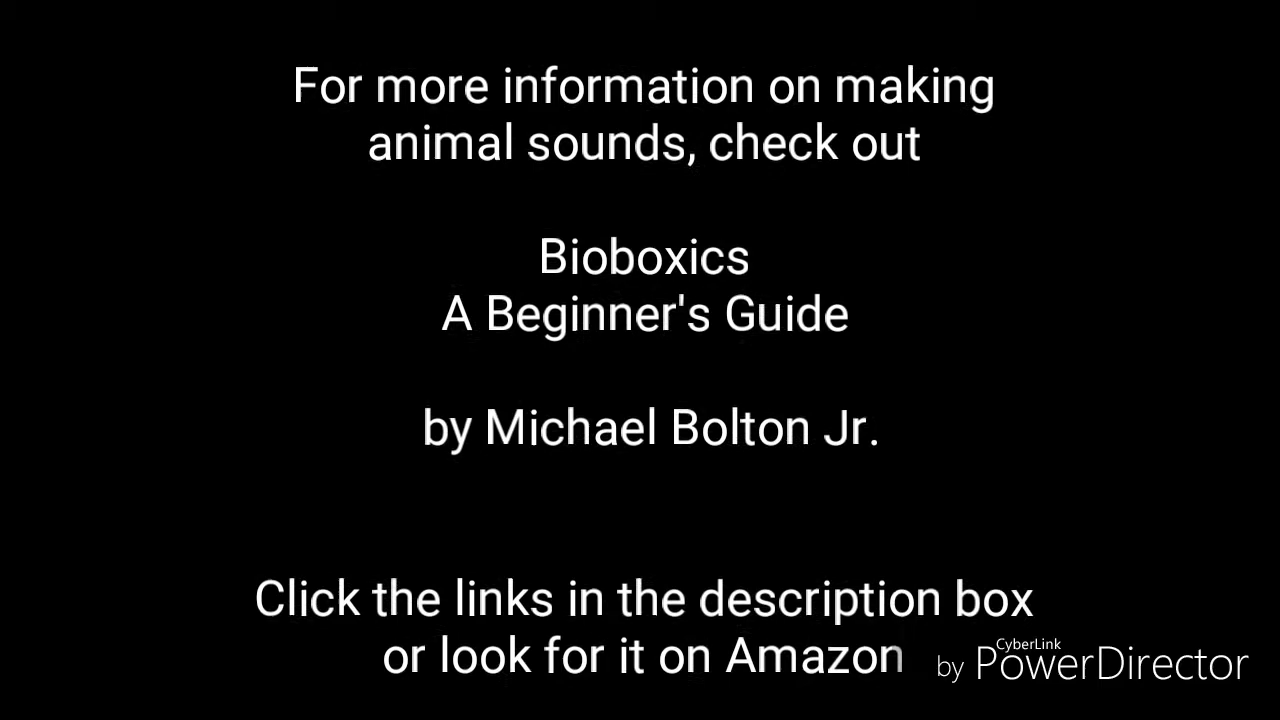 For more information on making
animal sounds, check out
Bioboxics
A Beginner's Guide
by Michael Bolton Jr.
Click the links in the description box
or look for it on Amazon
by CyberLink PowerDirector